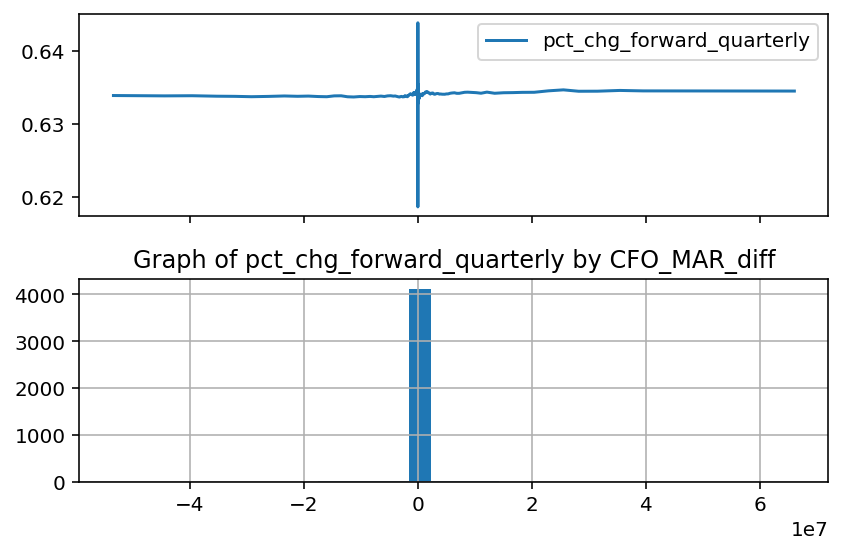 0.64
0.63
0.62
pct_chg_forward_quarterly
Graph of pct_chg_forward_quarterly by CFO_MAR_diff
4000
3000
2000
1000
0
−4 −2 0 2 4 6
1e7